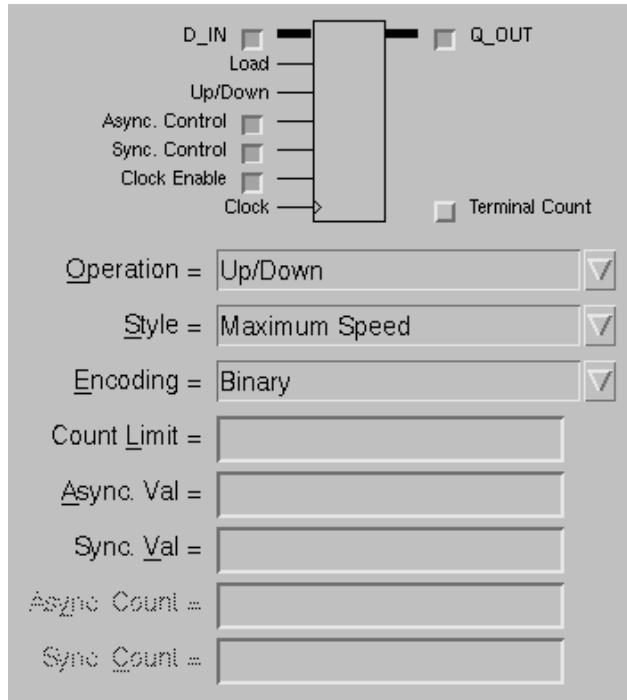 D_IN Q_OUT
Load
Up/Down
Async. Control
Sync. Control
Clock Enable
Clock Terminal Count
Operation = Up/Down
Style = Maximum Speed
Encoding = Binary
Count Limit =
Async. Val =
Sync. Val =
Async Count =
Sync Count =